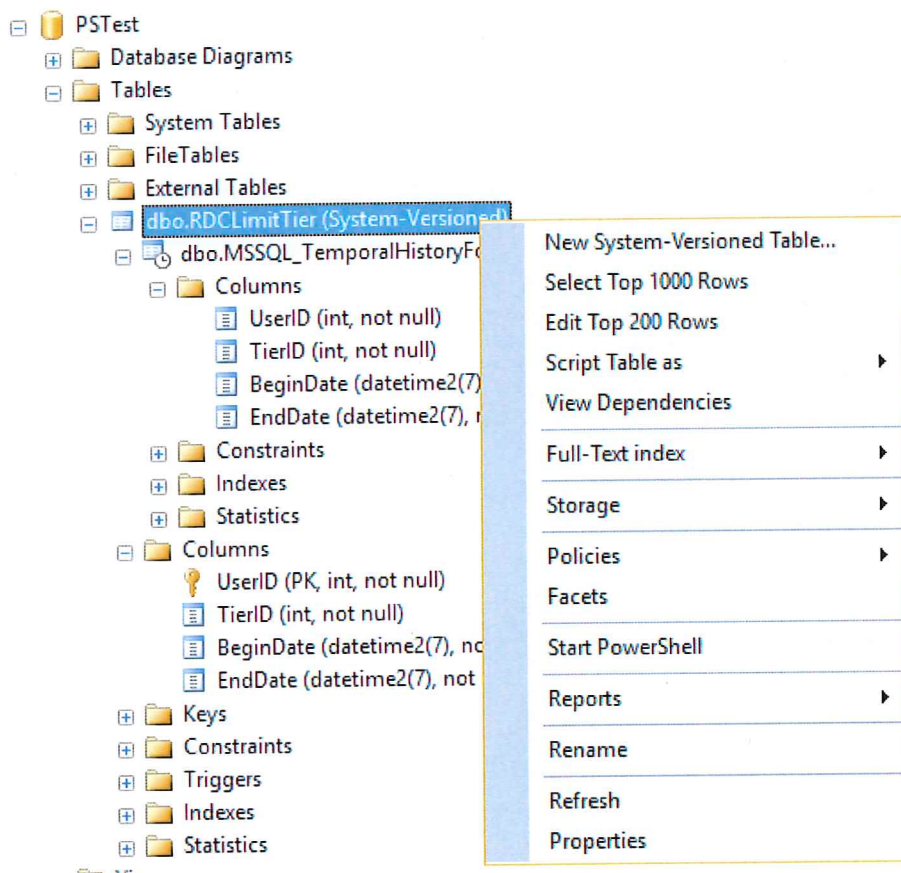 PSTest
Database Diagrams
Tables
System Tables
FileTables
External Tables
dbo.RDCLimitTier (System-Versioned)
dbo.MSSQL_TemporalHistoryFo
Columns
UserID (int, not null)
TierID (int, not null)
BeginDate (datetime2(7)
EndDate (datetime2(7),
Constraints
Indexes
Statistics
Columns
UserID (PK, int, not null)
TierID (int, not null)
BeginDate (datetime2(7), no
EndDate (datetime2(7), not
Keys
Constraints
Triggers
Indexes
Statistics
New System-Versioned Table...
Select Top 1000 Rows
Edit Top 200 Rows
Script Table as
View Dependencies
Full-Text index
Storage
Policies
Facets
Start PowerShell
Reports
Rename
Refresh
Properties